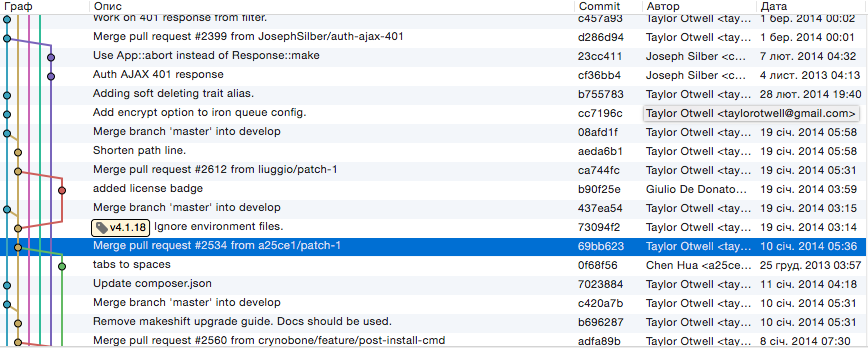 Граф Опис Commit Автор Дата
Work on 401 response from filter. c457a93 Taylor Otwell <tay... 1 бер. 2014 00:02
Merge pull request #2399 from JosephSilber/auth-ajax-401 d286d94 Taylor Otwell <tay... 1 бер. 2014 00:01
Use App::abort instead of Response::make 23cc411 Joseph Silber <c... 7 лют. 2014 04:32
Auth AJAX 401 response cf36bb4 Joseph Silber <c... 4 лист. 2013 04:13
Adding soft deleting trait alias. b755783 Taylor Otwell <tay... 28 лют. 2014 19:40
Add encrypt option to iron queue config. cc7196c Taylor Otwell <taylorotwell@gmail.com>
Merge branch 'master' into develop 08afd1f Taylor Otwell <tay... 19 січ. 2014 05:58
Shorten path line. aeda6b1 Taylor Otwell <tay... 19 січ. 2014 05:58
Merge pull request #2612 from liuggio/patch-1 ca744fc Taylor Otwell <tay... 19 січ. 2014 05:31
added license badge b90f25e Giulio De Donato... 19 січ. 2014 03:59
Merge branch 'master' into develop 437ea54 Taylor Otwell <tay... 19 січ. 2014 03:15
v4.1.18 Ignore environment files. 73094f2 Taylor Otwell <tay... 19 січ. 2014 03:14
Merge pull request #2534 from a25ce1/patch-1 69bb623 Taylor Otwell <tay... 10 січ. 2014 05:36
tabs to spaces 0f68f56 Chen Hua <a25ce... 25 груд. 2013 03:57
Update composer.json 7023884 Taylor Otwell <tay... 11 січ. 2014 04:18
Merge branch 'master' into develop c420a7b Taylor Otwell <tay... 10 січ. 2014 05:31
Remove makeshift upgrade guide. Docs should be used. b696287 Taylor Otwell <tay... 10 січ. 2014 05:31
Merge pull request #2560 from crynobone/feature/post-install-cmd adfa89b Taylor Otwell <tay... 8 січ. 2014 07:30